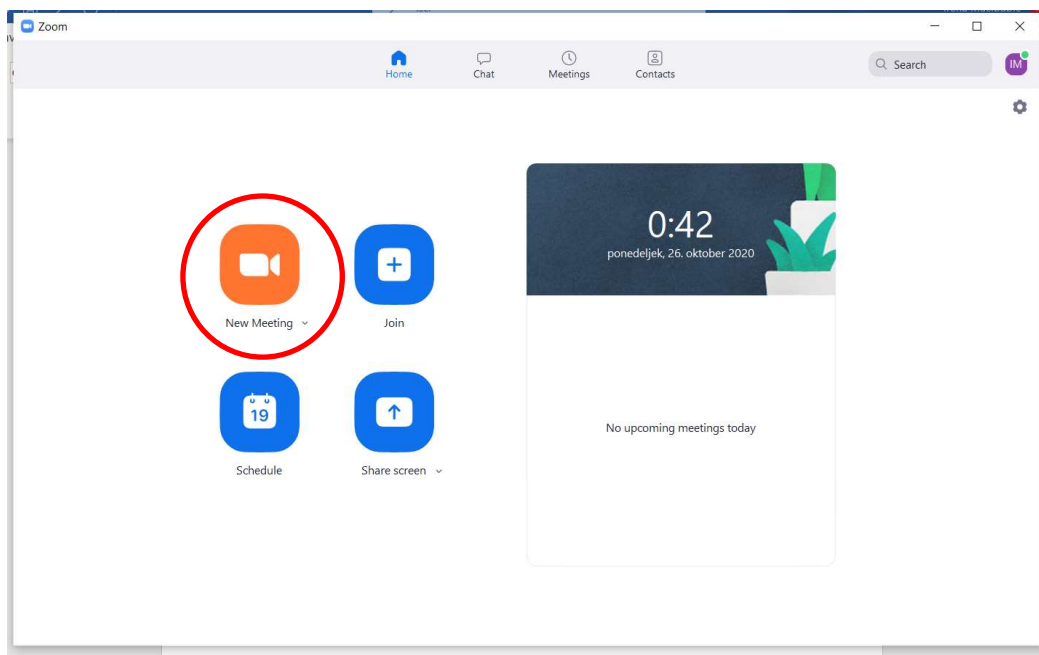 Zoom
Home
Chat
Meetings
Contacts
Search
IM
0:42
ponedeljek, 26. oktober 2020
New Meeting
Join
19
Schedule
Share screen
No upcoming meetings today